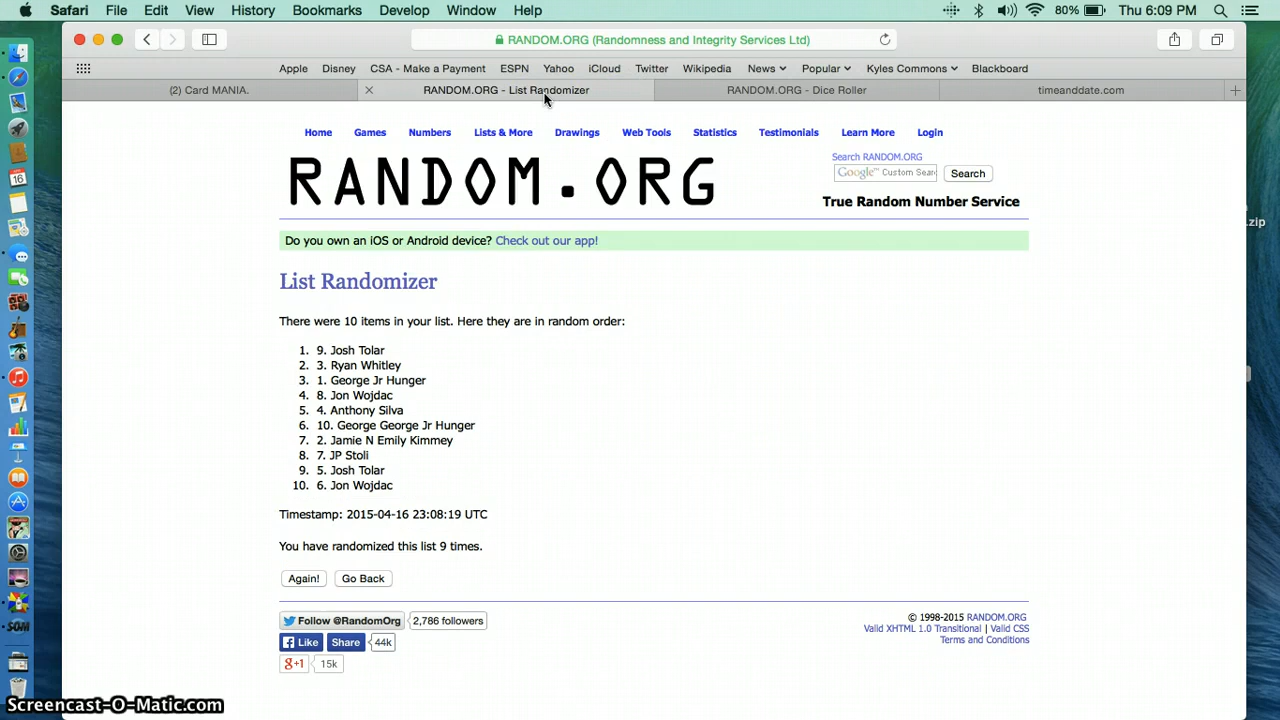 Safari File Edit View History Bookmarks Develop Window Help 80% Thu 6:09 PM
RANDOM.ORG (Randomness and Integrity Services Ltd)
Apple Disney CSA - Make a Payment ESPN Yahoo iCloud Twitter Wikipedia News Popular Kyles Commons Blackboard
(2) Card MANIA. RANDOM.ORG - List Randomizer RANDOM.ORG - Dice Roller timeanddate.com
Home Games Numbers Lists & More Drawings Web Tools Statistics Testimonials Learn More Login
RANDOM.ORG
Search RANDOM.ORG
Google™ Custom Sear Search
True Random Number Service
.zip
Do you own an iOS or Android device? Check out our app!
List Randomizer
There were 10 items in your list. Here they are in random order:
1. 9. Josh Tolar
2. 3. Ryan Whitley
3. 1. George Jr Hunger
4. 8. Jon Wojdac
5. 4. Anthony Silva
6. 10. George George Jr Hunger
7. 2. Jamie N Emily Kimmey
8. 7. JP Stoli
9. 5. Josh Tolar
10. 6. Jon Wojdac
Timestamp: 2015-04-16 23:08:19 UTC
You have randomized this list 9 times.
Again! Go Back
Follow @RandomOrg 2,786 followers
Like Share 44k
g+1 15k
© 1998-2015 RANDOM.ORG
Valid XHTML 1.0 Transitional | Valid CSS
Terms and Conditions
16
SOM
Screencast-O-Matic.com